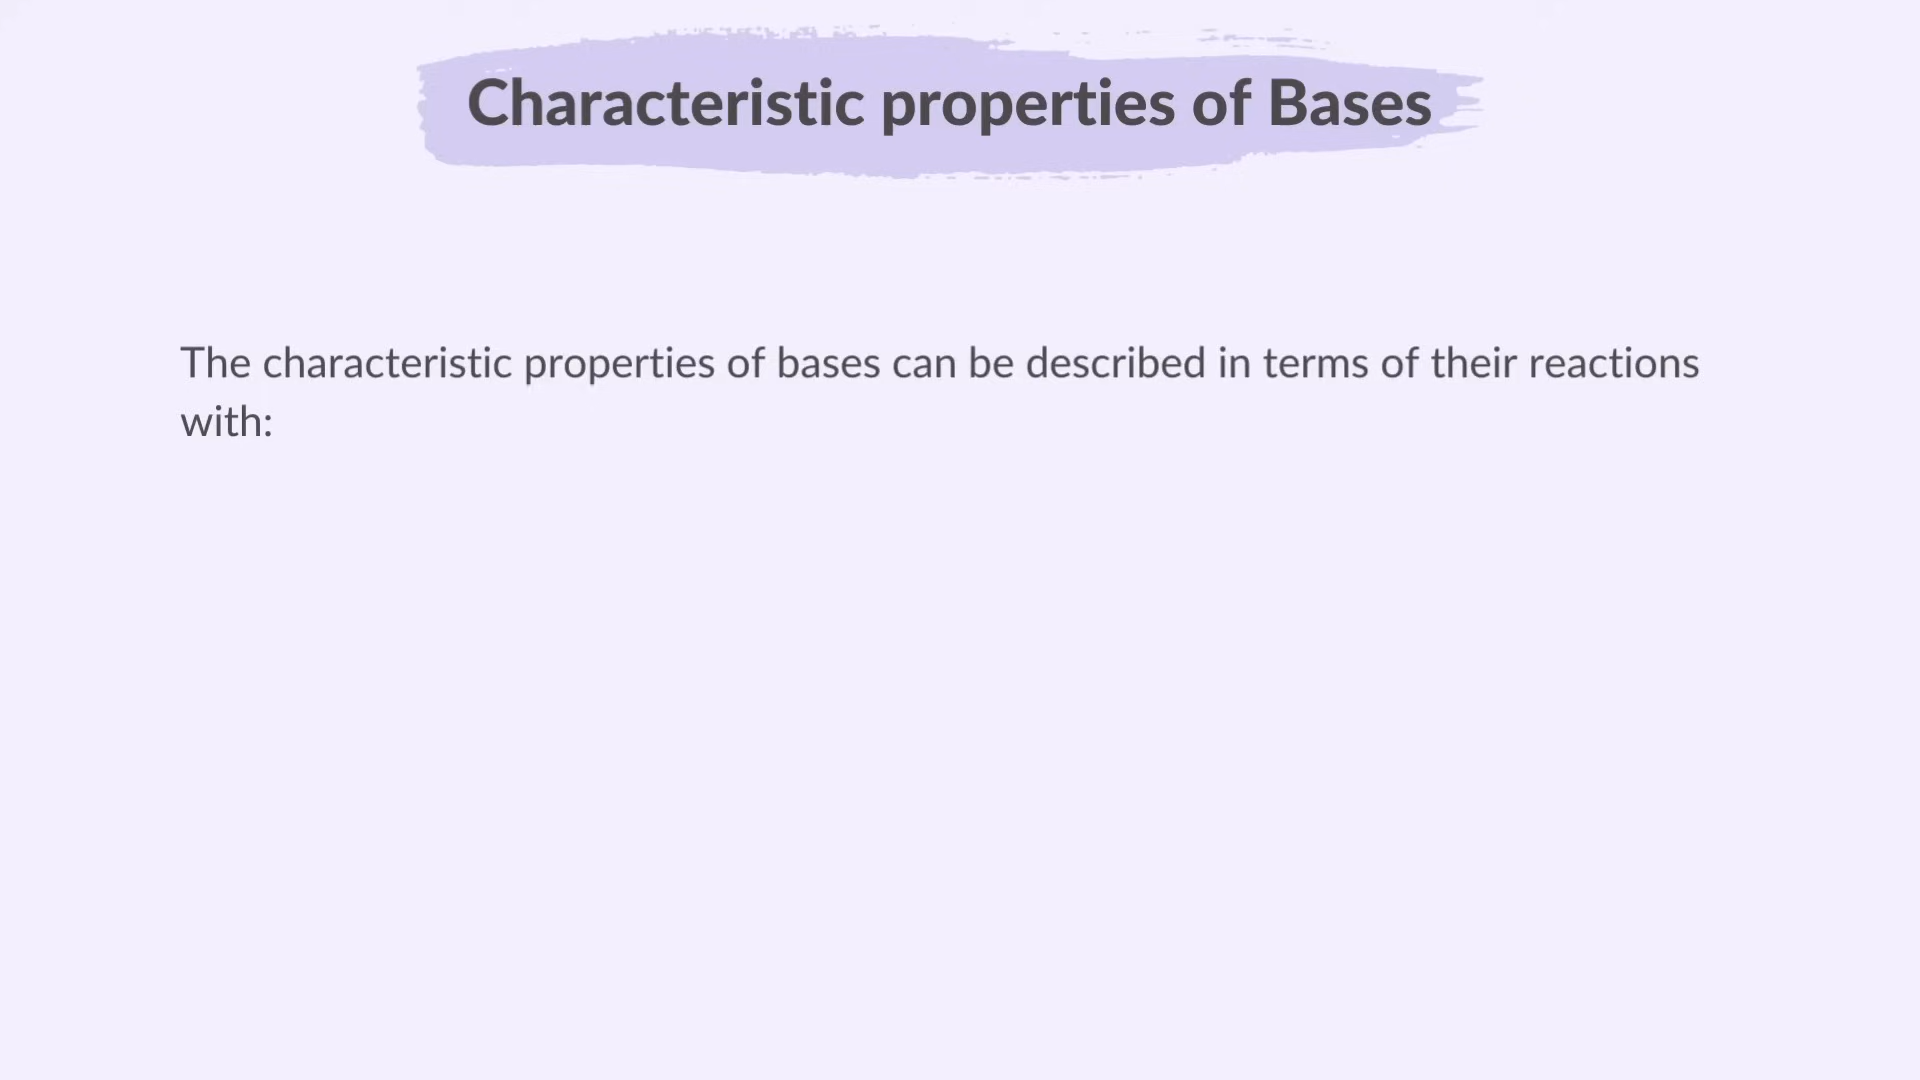 Characteristic properties of Bases
The characteristic properties of bases can be described in terms of their reactions
with: